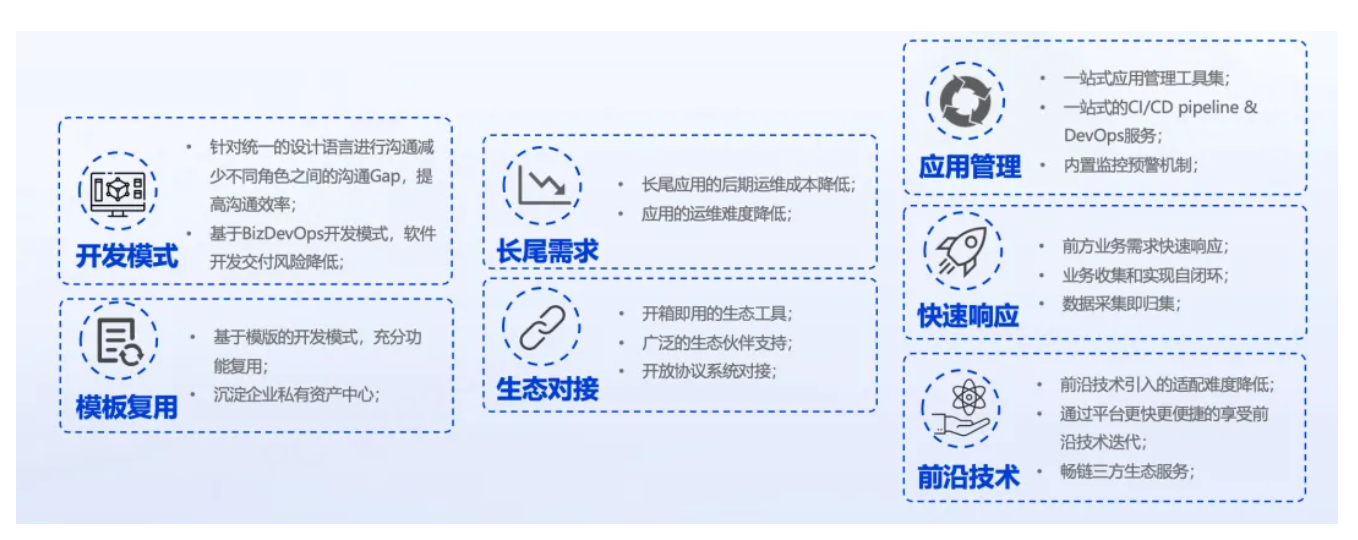 针对统一的设计语言进行沟通减
少不同角色之间的沟通Gap，提
高沟通效率；
基于BizDevOps开发模式，软件
开发交付风险降低；
开发模式
基于模版的开发模式，充分功
能复用；
沉淀企业私有资产中心；
模板复用
长尾应用的后期运维成本降低；
应用的运维难度降低；
长尾需求
开箱即用的生态工具；
广泛的生态伙伴支持；
开放协议系统对接；
生态对接
一站式应用管理工具集；
一站式的CI/CD pipeline &
DevOps服务；
内置监控预警机制；
应用管理
前方业务需求快速响应；
业务收集和实现自闭环；
数据采集即归集；
快速响应
前沿技术引入的适配难度降低；
通过平台更快更便捷的享受前
沿技术迭代；
畅链三方生态服务；
前沿技术